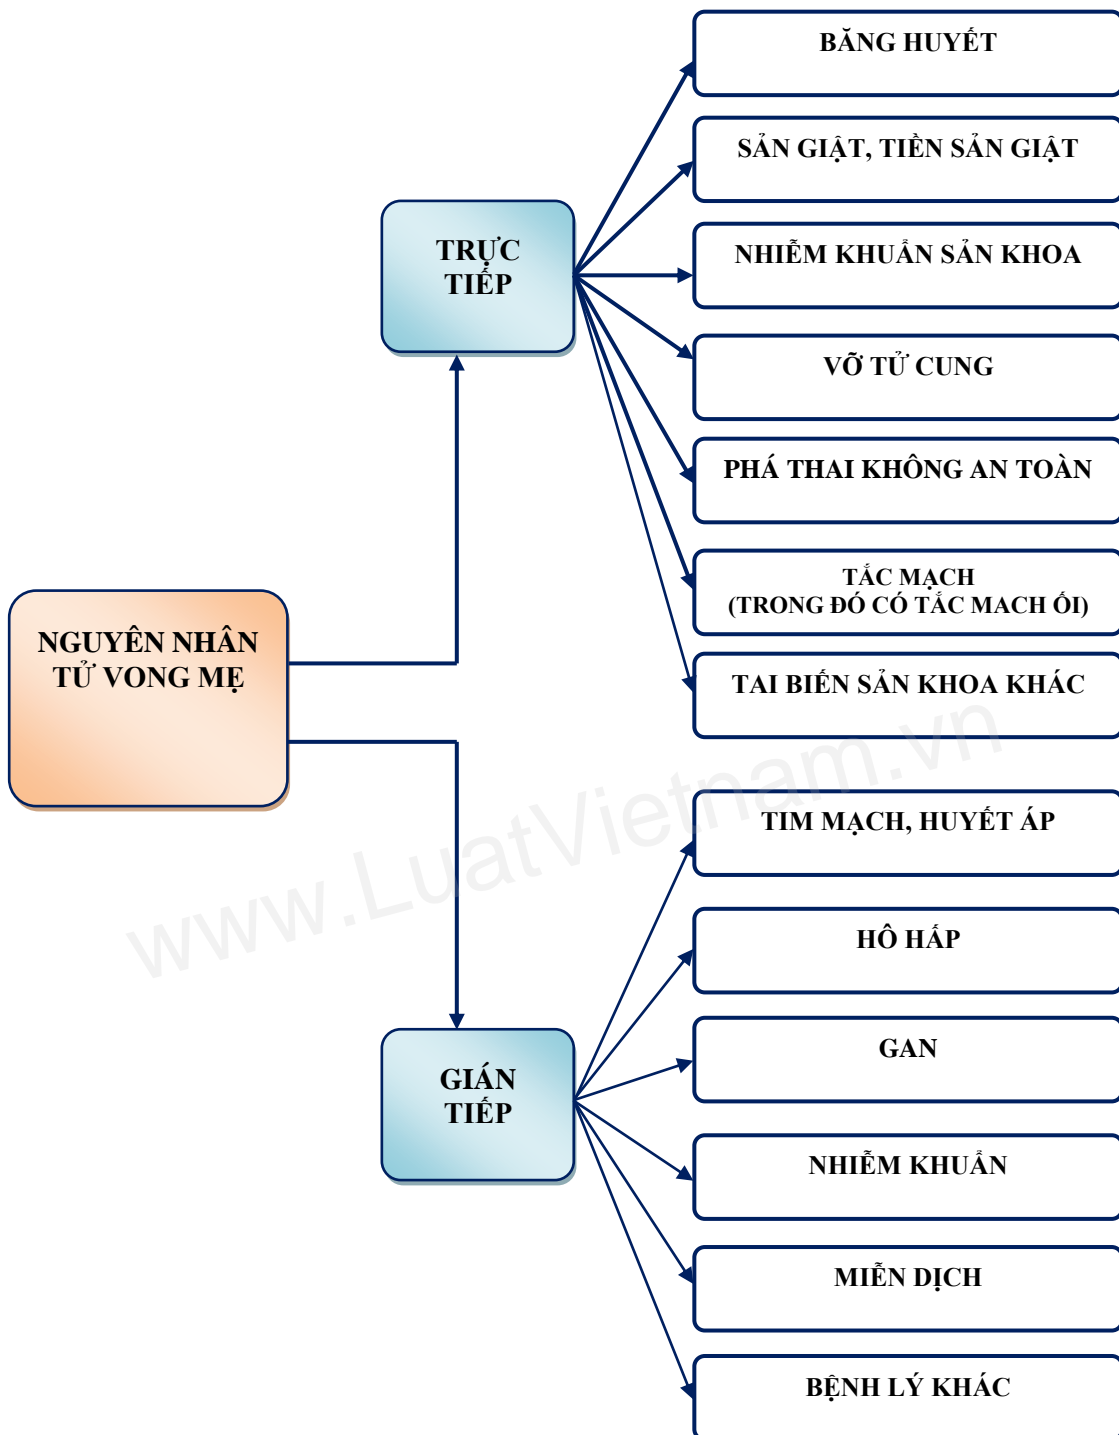 NGUYÊN NHÂN
TỬ VONG MẸ
TRỰC
TIẾP
BĂNG HUYẾT
SẢN GIẬT, TIỀN SẢN GIẬT
NHIỄM KHUẨN SẢN KHOA
VỠ TỬ CUNG
PHÁ THAI KHÔNG AN TOÀN
TẮC MẠCH
(TRONG ĐÓ CÓ TẮC MACH ỐI)
TAI BIẾN SẢN KHOA KHÁC
GIÁN
TIẾP
TIM MẠCH, HUYẾT ÁP
HÔ HẤP
GAN
NHIỄM KHUẨN
MIỄN DỊCH
BỆNH LÝ KHÁC
www.LuatVietnam.vn